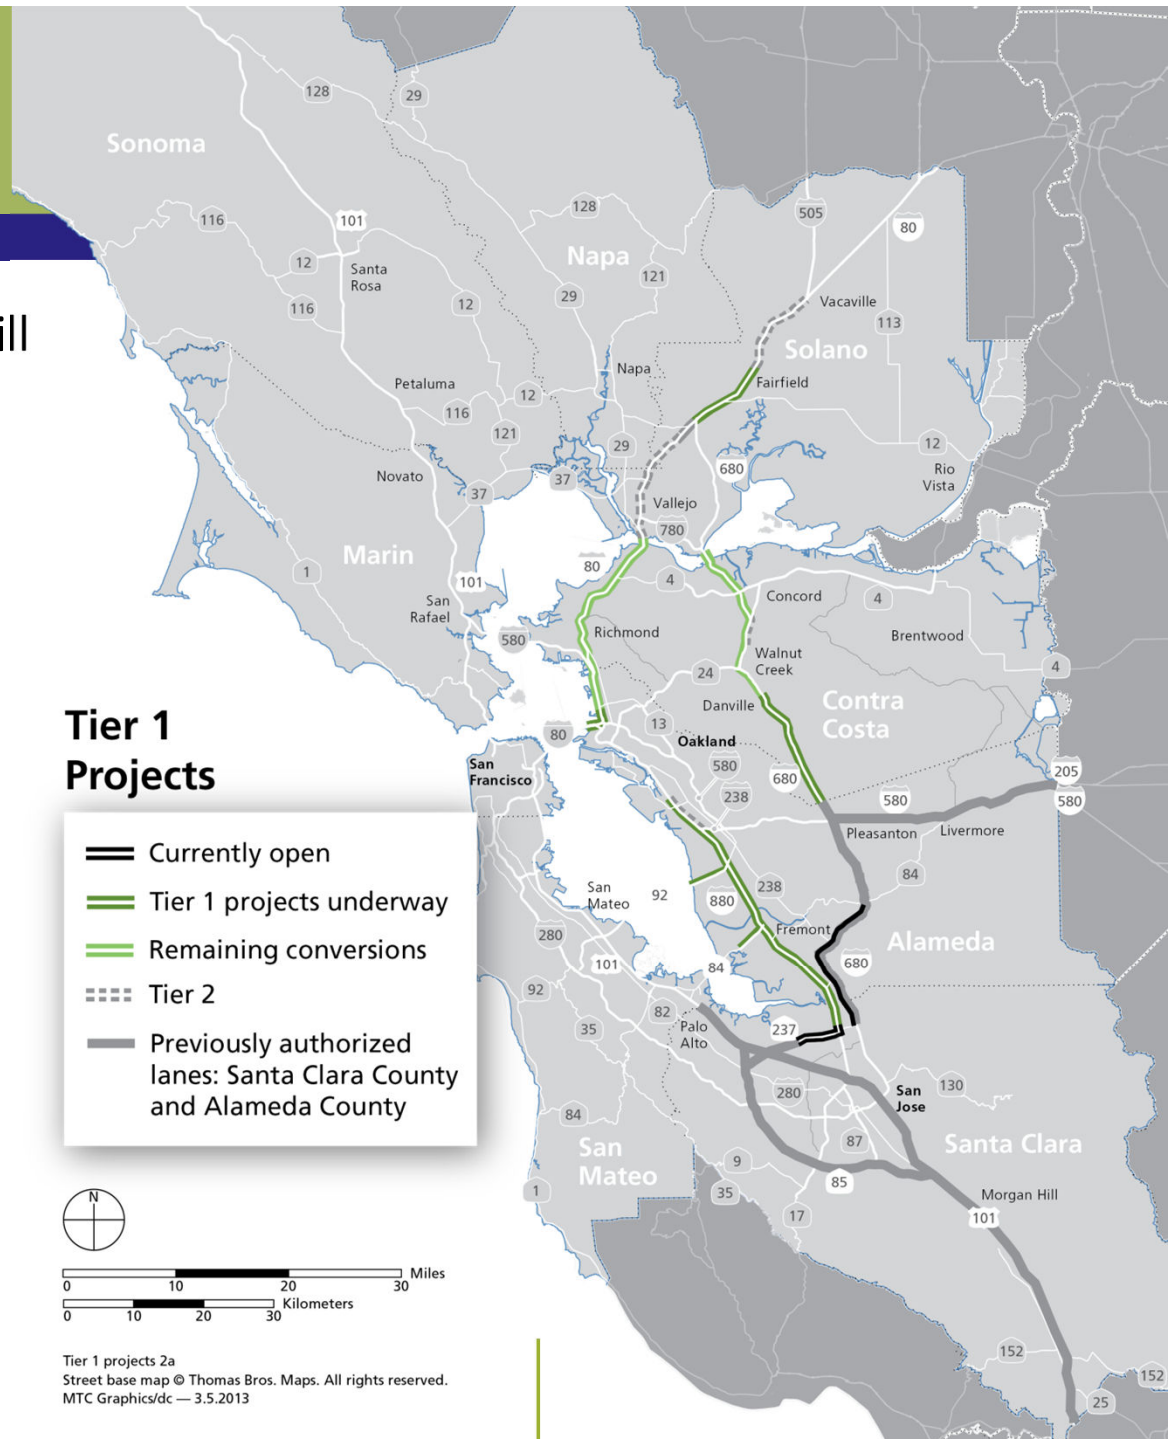 ill
Sonoma
128
29
116
101
128
505
80
Napa
12
Santa
Rosa
121
116
12
29
Vacaville
113
Solano
Petaluma
Napa
Fairfield
116
12
121
29
12
680
Rio
Vista
Novato
37
37
Vallejo
780
Marin
1
101
80
4
Concord
4
San
Rafael
580
Richmond
Brentwood
Walnut
Creek
24
4
Danville
Contra
Costa
13
80
Oakland
580
680
238
205
580
580
Tier 1
Projects
San
Francisco
Pleasanton
Livermore
Currently open
Tier 1 projects underway
Remaining conversions
Tier 2
Previously authorized
lanes: Santa Clara County
and Alameda County
84
238
San
Mateo
92
880
Fremont
Alameda
280
101
84
680
92
82
Palo
Alto
237
35
280
San
Jose
130
84
87
Santa Clara
San
Mateo
9
85
1
35
17
Morgan Hill
101
N
Miles
0
10
20
30
Kilometers
0
10
20
30
152
152
25
Tier 1 projects 2a
Street base map © Thomas Bros. Maps. All rights reserved.
MTC Graphics/dc — 3.5.2013